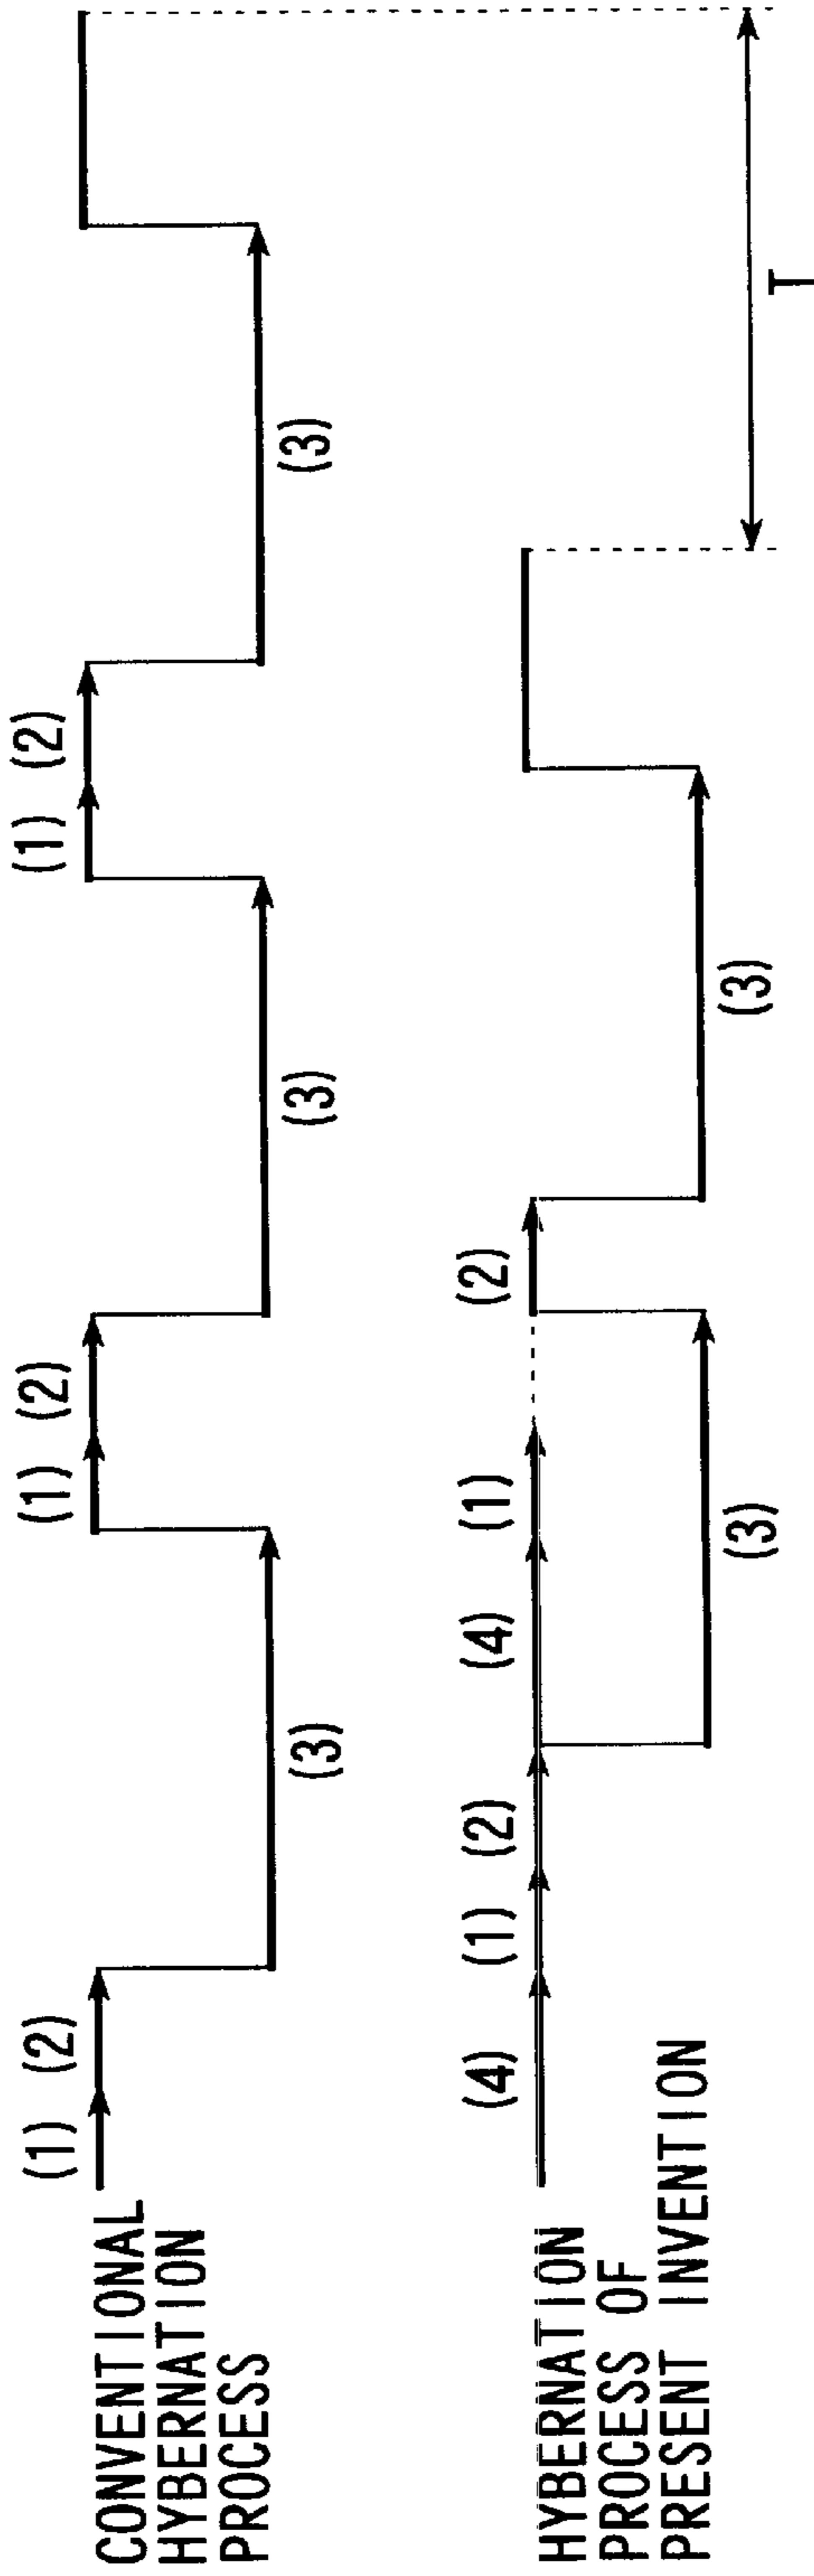 CONVENTIONAL
HYBERNATION
PROCESS
(1) (2)
(3)
(1) (2)
(3)
(1) (2)
(3)
HYBERNATION
PROCESS OF
PRESENT INVENTION
(4) (1) (2)
(3)
(4) (1)
(2)
(3)
T